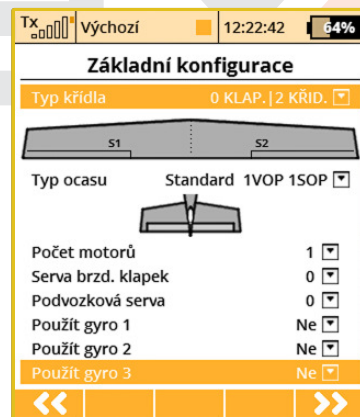 Tx Výchozí 12:22:42 64%
Základní konfigurace
Typ křídla 0 KLAP.|2 KŘID.
S1 S2
Typ ocasu Standard 1VOP 1SOP
Počet motorů 1
Serva brzd. klapek 0
Podvozková serva 0
Použít gyro 1 Ne
Použít gyro 2 Ne
Použít gyro 3 Ne